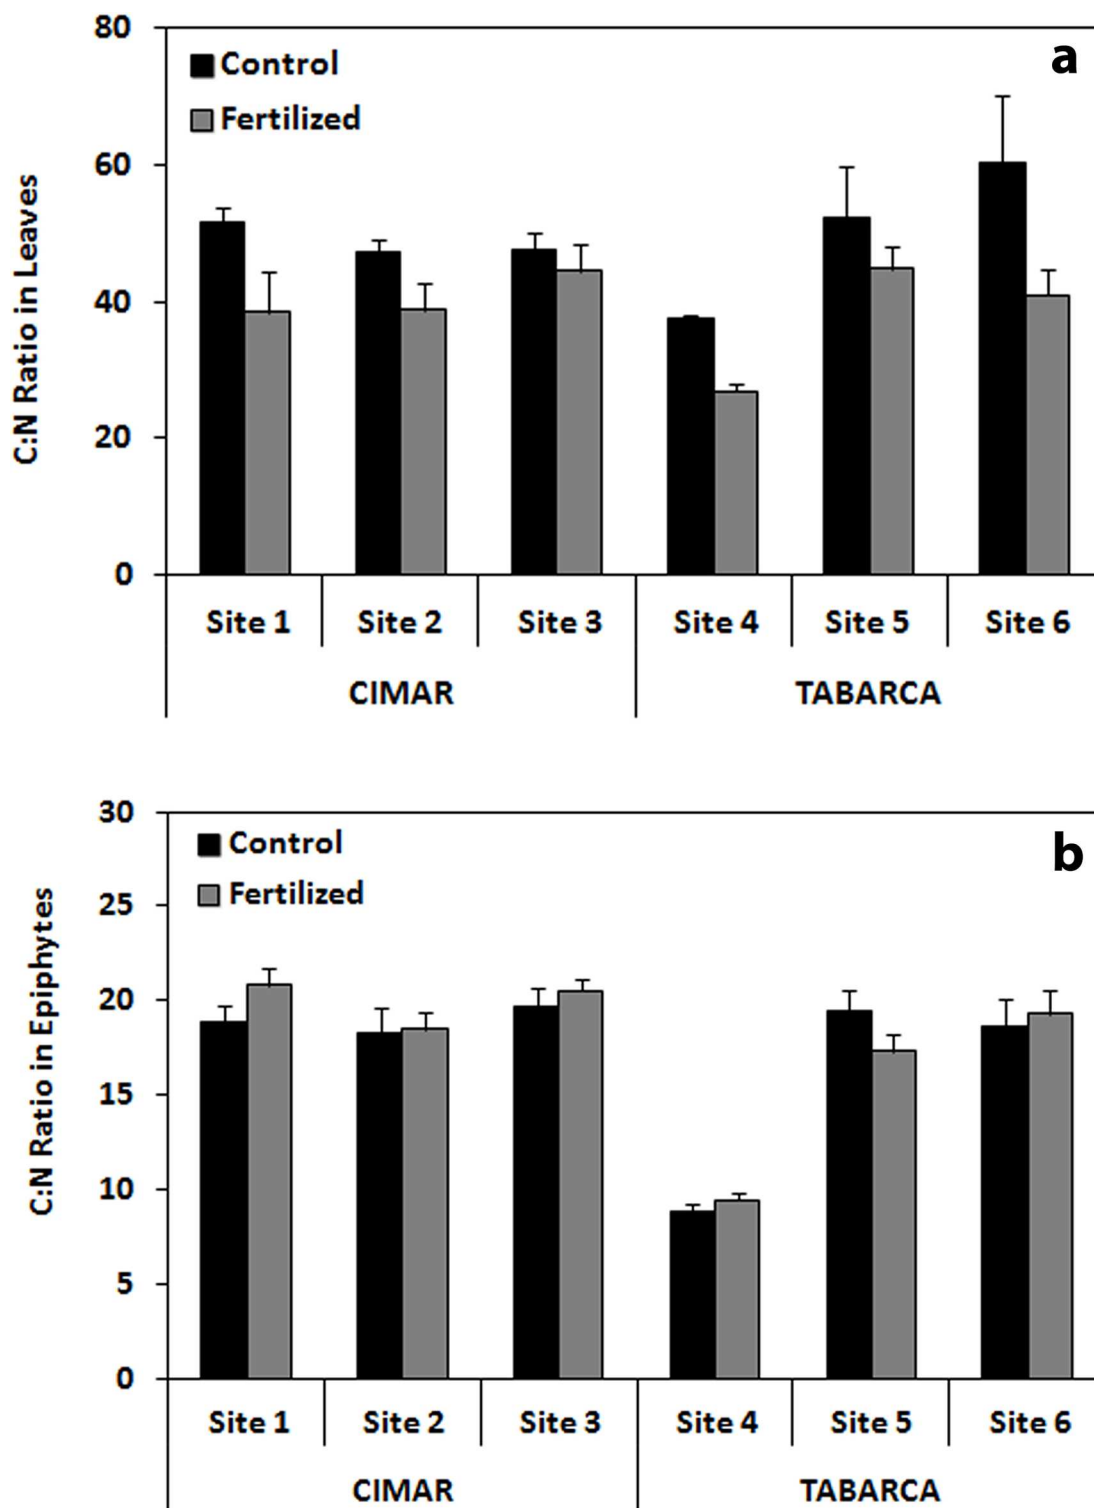 a
Control
Fertilized
C:N Ratio in Leaves
80
60
40
20
0
Site 1 Site 2 Site 3 Site 4 Site 5 Site 6
CIMAR TABARCA
b
Control
Fertilized
C:N Ratio in Epiphytes
30
25
20
15
10
5
0
Site 1 Site 2 Site 3 Site 4 Site 5 Site 6
CIMAR TABARCA